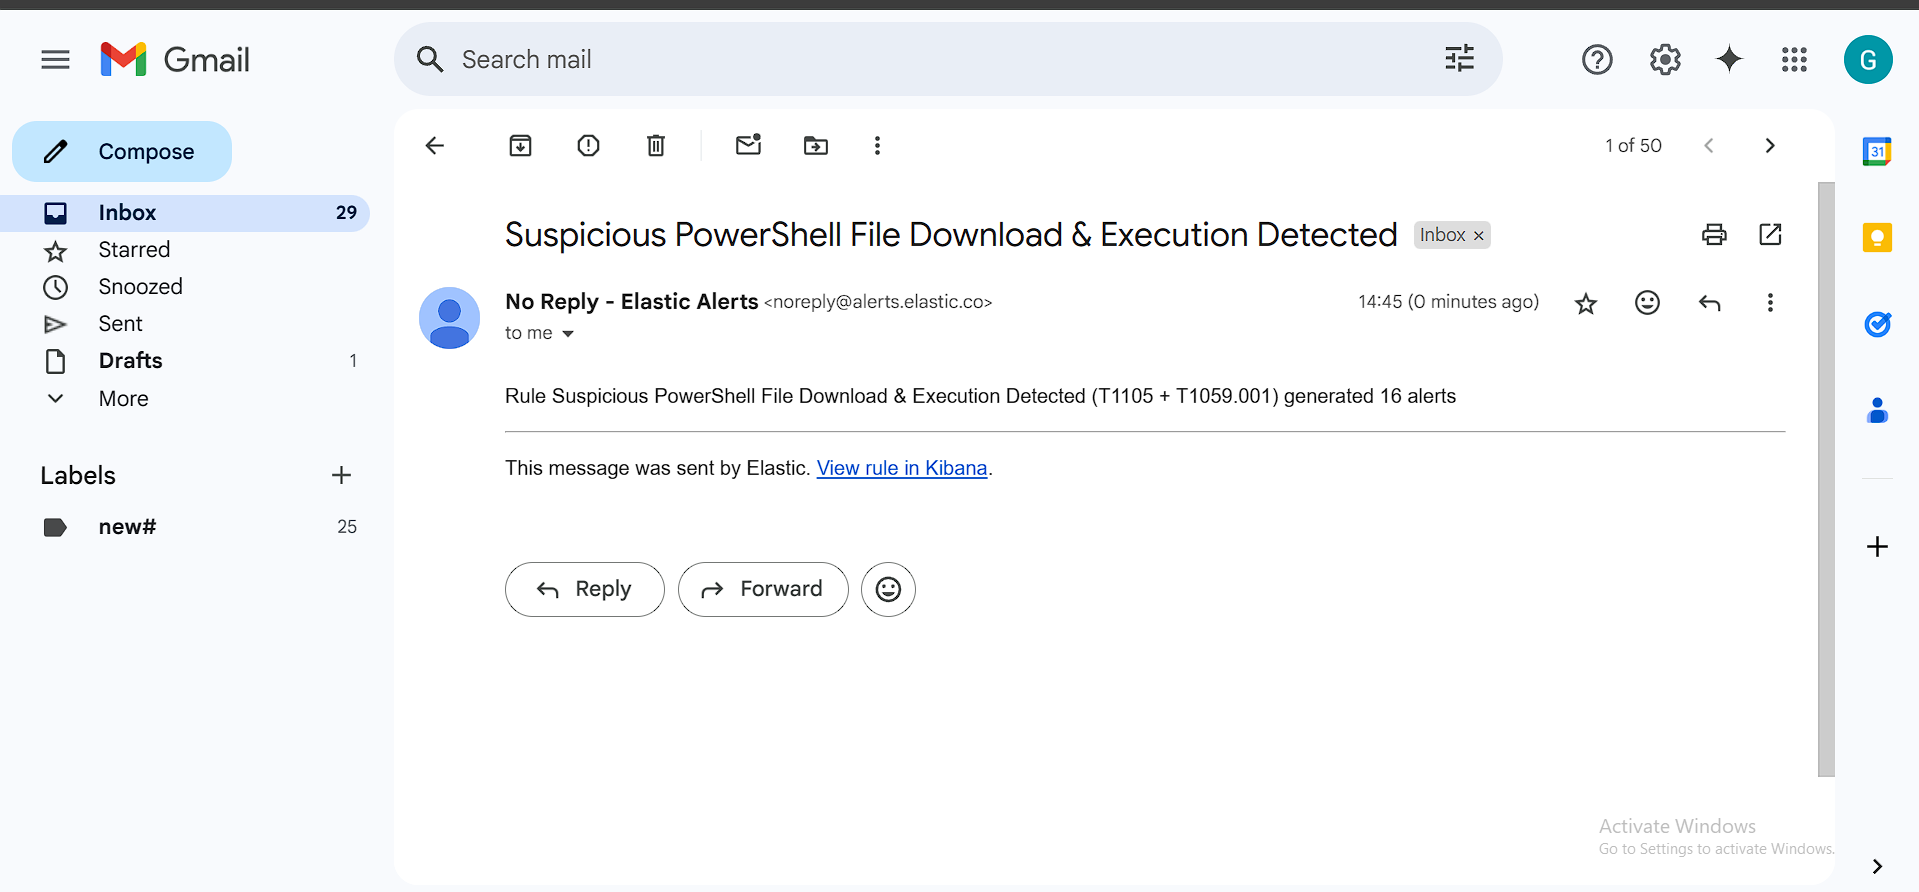 Gmail
Search mail
G
Compose
1 of 50
31
Inbox 29
Starred
Snoozed
Sent
Drafts 1
More
Labels
new# 25
Suspicious PowerShell File Download & Execution Detected Inbox ×
No Reply - Elastic Alerts <noreply@alerts.elastic.co> 14:45 (0 minutes ago)
to me
Rule Suspicious PowerShell File Download & Execution Detected (T1105 + T1059.001) generated 16 alerts
This message was sent by Elastic. View rule in Kibana.
Reply Forward
Activate Windows
Go to Settings to activate Windows.